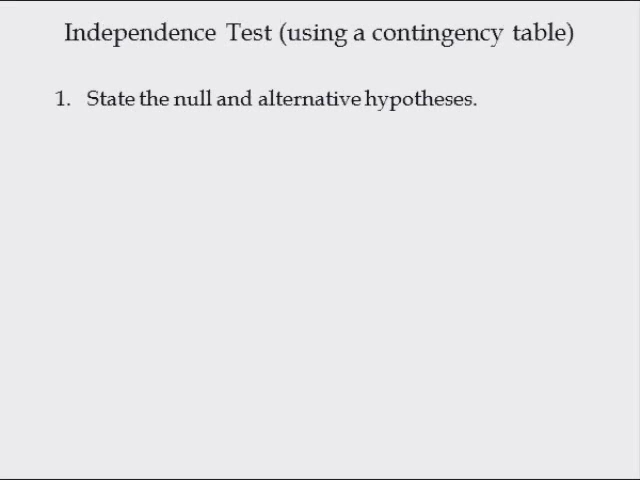 Independence Test (using a contingency table)
1. State the null and alternative hypotheses.